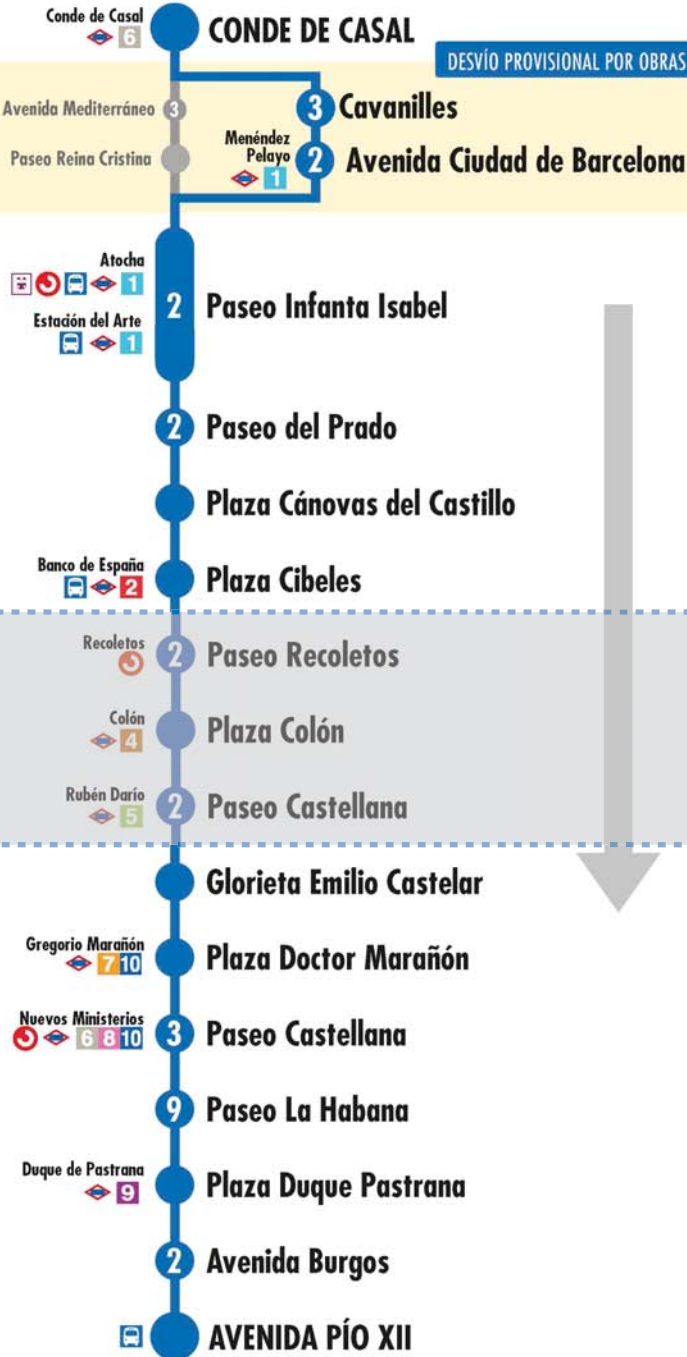 Conde de Casal
6
CONDE DE CASAL
DESVÍO PROVISIONAL POR OBRAS
Avenida Mediterráneo 3
3 Cavanilles
Paseo Reina Cristina
Menéndez
Pelayo
1
2 Avenida Ciudad de Barcelona
Atocha
1
Estación del Arte
1
2 Paseo Infanta Isabel
2 Paseo del Prado
Plaza Cánovas del Castillo
Banco de España
2
Plaza Cibeles
Recoletos
2 Paseo Recoletos
Colón
4
Plaza Colón
Rubén Darío
5
2 Paseo Castellana
Glorieta Emilio Castelar
Gregorio Marañón
7 10
Plaza Doctor Marañón
Nuevos Ministerios
6 8 10
3 Paseo Castellana
9 Paseo La Habana
Duque de Pastrana
9
Plaza Duque Pastrana
2 Avenida Burgos
AVENIDA PÍO XII